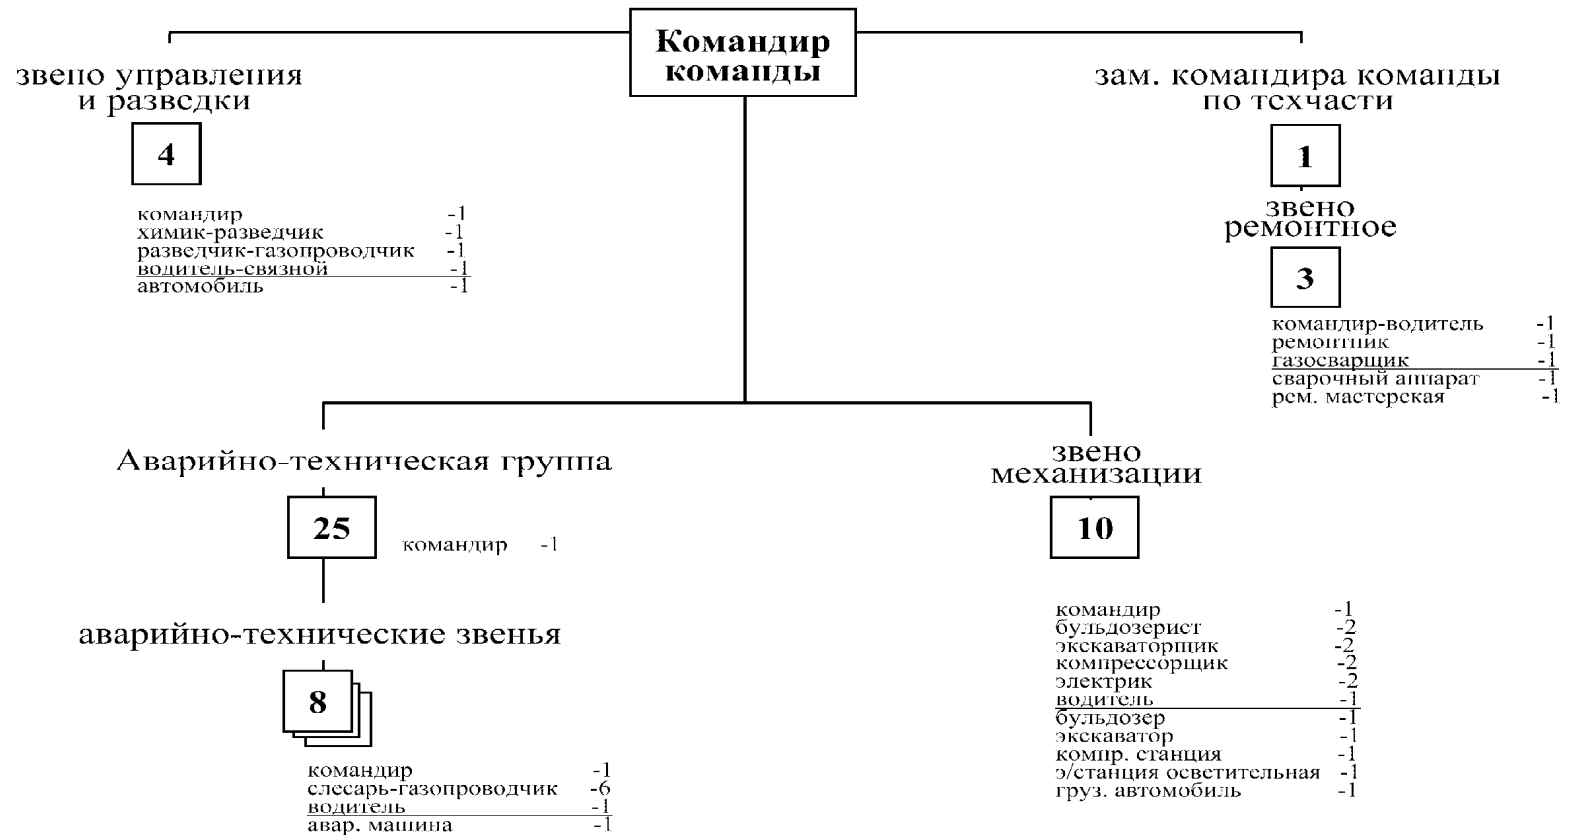 Командир
команды
звено управления
и разведки
4
командир -1
химик-разведчик -1
разведчик-газопроводчик -1
водитель-связной -1
автомобиль -1
зам. командира команды
по техчасти
1
звено
ремонтное
3
командир-водитель -1
ремонтник -1
газосварщик -1
сварочный аппарат -1
рем. мастерская -1
Аварийно-техническая группа
25
командир -1
аварийно-технические звенья
8
командир -1
слесарь-газопроводчик -6
водитель -1
авар. машина -1
звено
механизации
10
командир -1
бульдозерист -2
экскаваторщик -2
компрессорщик -2
электрик -2
водитель -1
бульдозер -1
экскаватор -1
компр. станция -1
э/станция осветительная -1
груз. автомобиль -1